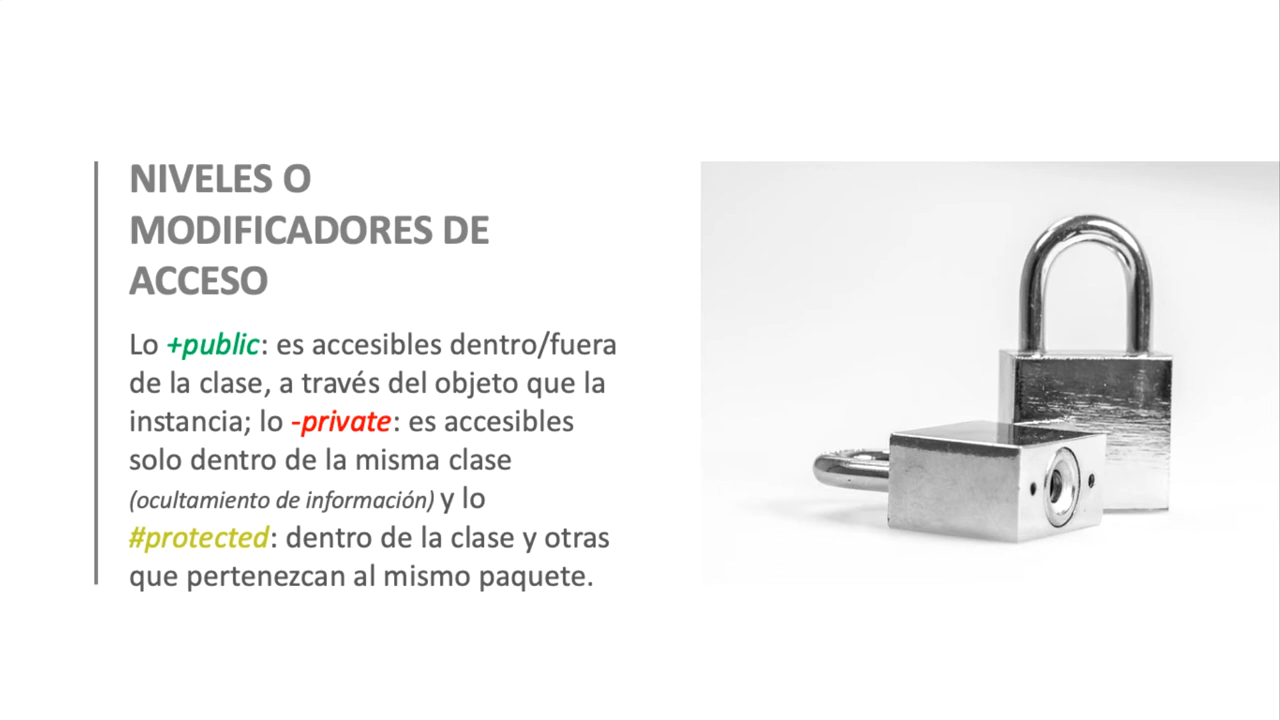 NIVELES O
MODIFICADORES DE
ACCESO
Lo +public: es accesibles dentro/fuera
de la clase, a través del objeto que la
instancia; lo -private: es accesibles
solo dentro de la misma clase
(ocultamiento de información) y lo
#protected: dentro de la clase y otras
que pertenezcan al mismo paquete.